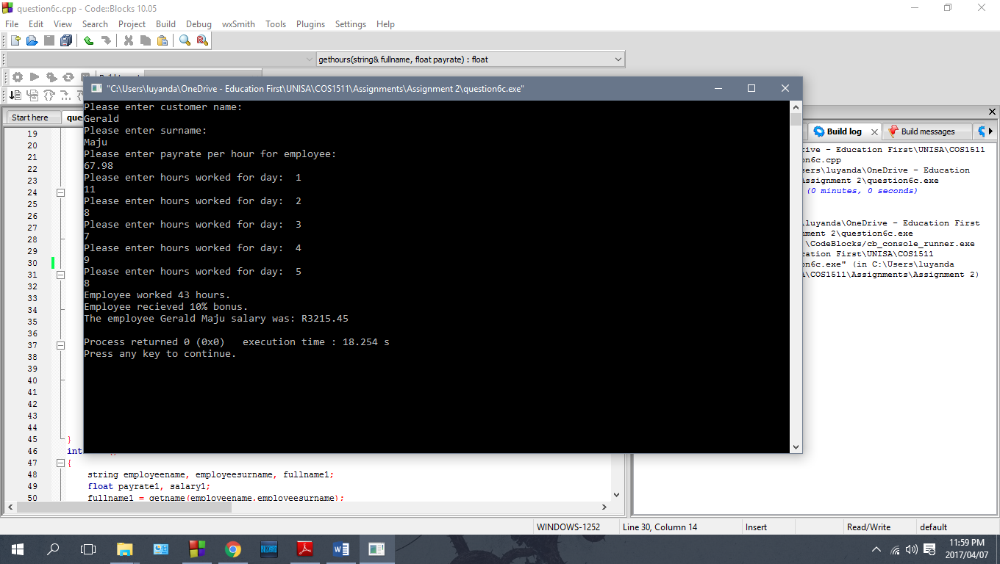 question6c.cpp - Code::Blocks 10.05
File Edit View Search Project Build Debug wxSmith Tools Plugins Settings Help
gethours(string& fullname, float payrate) : float
"C:\Users\luyanda\OneDrive - Education First\UNISA\COS1511\Assignments\Assignment 2\question6c.exe"
Please enter customer name:
Gerald
Please enter surname:
Maju
Please enter payrate per hour for employee:
67.98
Please enter hours worked for day:  1
11
Please enter hours worked for day:  2
8
Please enter hours worked for day:  3
7
Please enter hours worked for day:  4
9
Please enter hours worked for day:  5
8
Employee worked 43 hours.
Employee recieved 10% bonus.
The employee Gerald Maju salary was: R3215.45
Process returned 0 (0x0)   execution time : 18.254 s
Press any key to continue.
Start here
que
19
20
21
22
23
24
25
26
27
28
29
30
31
32
33
34
35
36
37
38
39
40
41
42
43
44
45 }
46 int
47 {
48 string employeename, employeesurname, fullname1;
49 float payrate1, salary1;
50 fullname1 = getname(employeename,employeesurname);
Build log
Build messages
rive - Education First\UNISA\COS1511
on6c.cpp
sers\luyanda\OneDrive - Education
Assignment 2\question6c.exe
(0 minutes, 0 seconds)
\luyanda\OneDrive - Education First
nment 2\question6c.exe
\CodeBlocks/cb_console_runner.exe
cation First\UNISA\COS1511
on6c.exe" (in C:\Users\luyanda
A\COS1511\Assignments\Assignment 2)
WINDOWS-1252 Line 30, Column 14 Insert Read/Write default
11:59 PM
2017/04/07